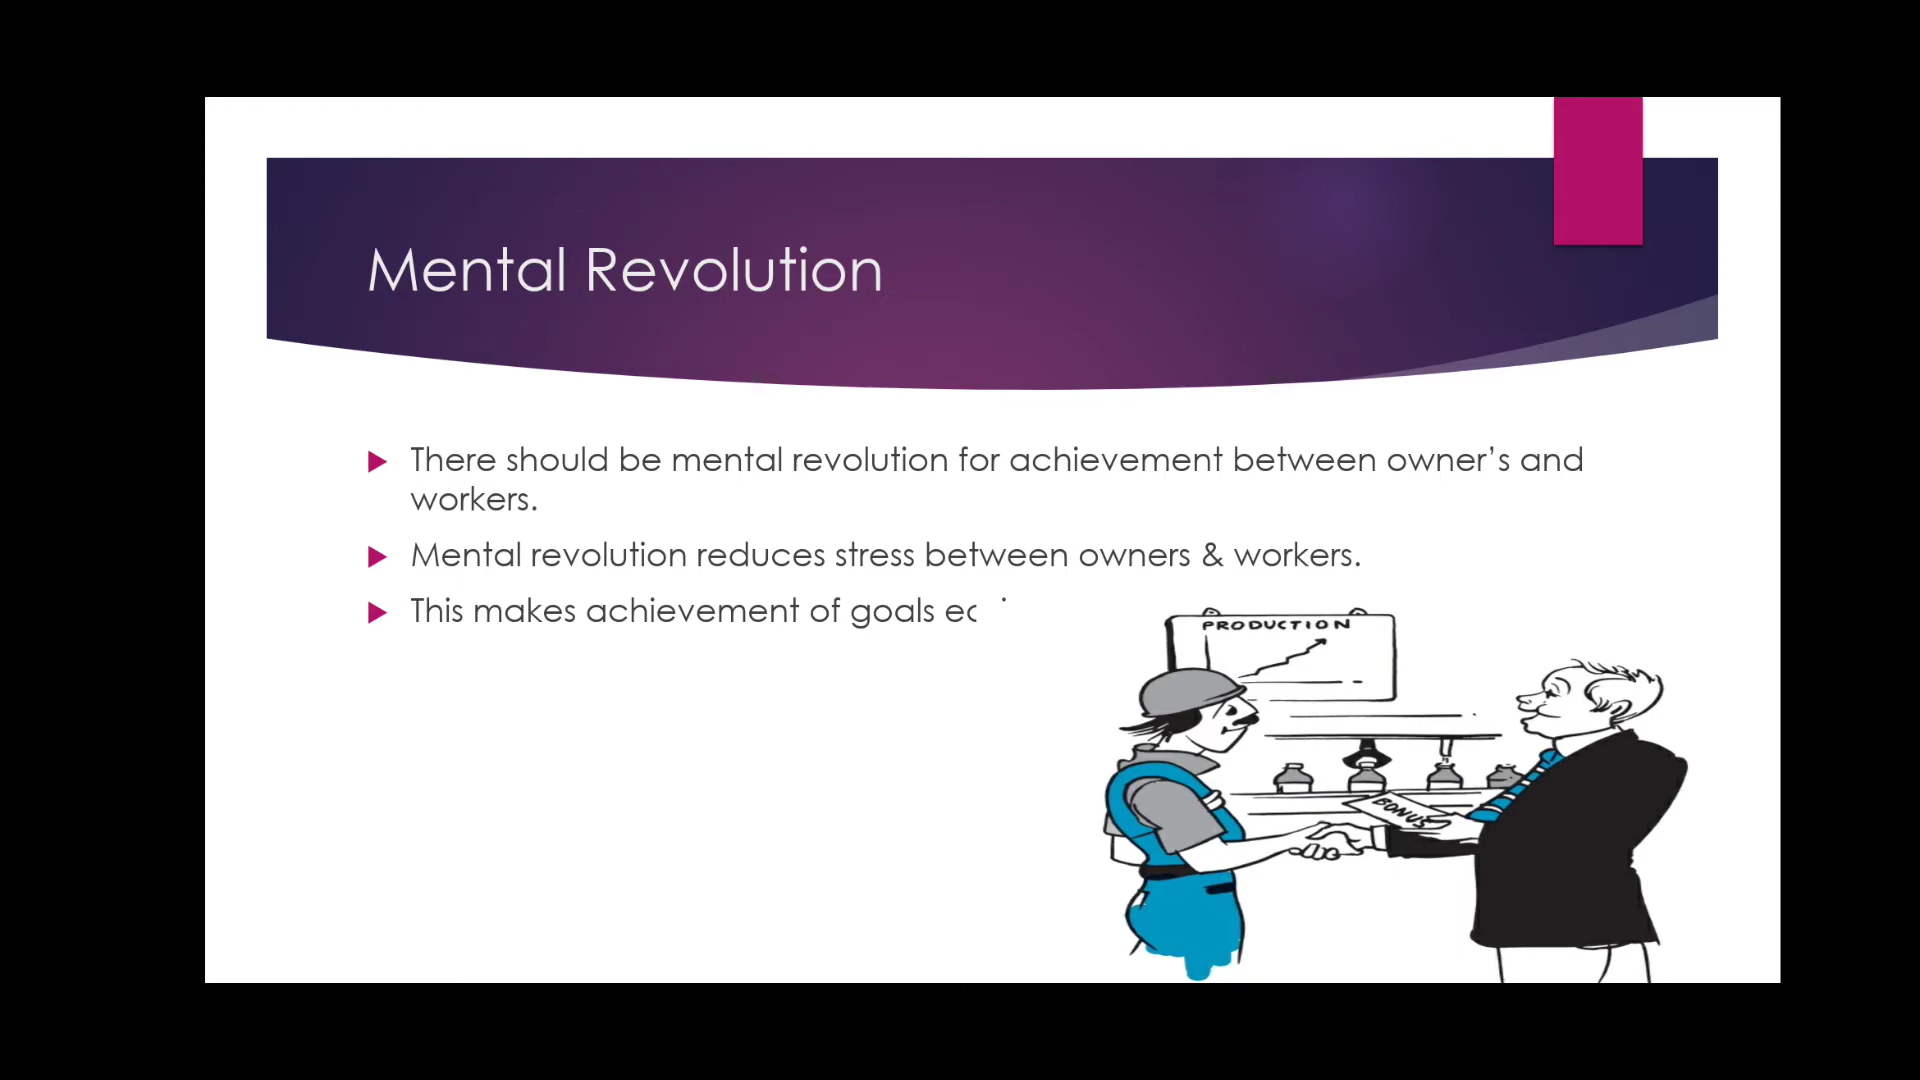 Mental Revolution
There should be mental revolution for achievement between owner’s and
workers.
Mental revolution reduces stress between owners & workers.
This makes achievement of goals
PRODUCTION
BONUS